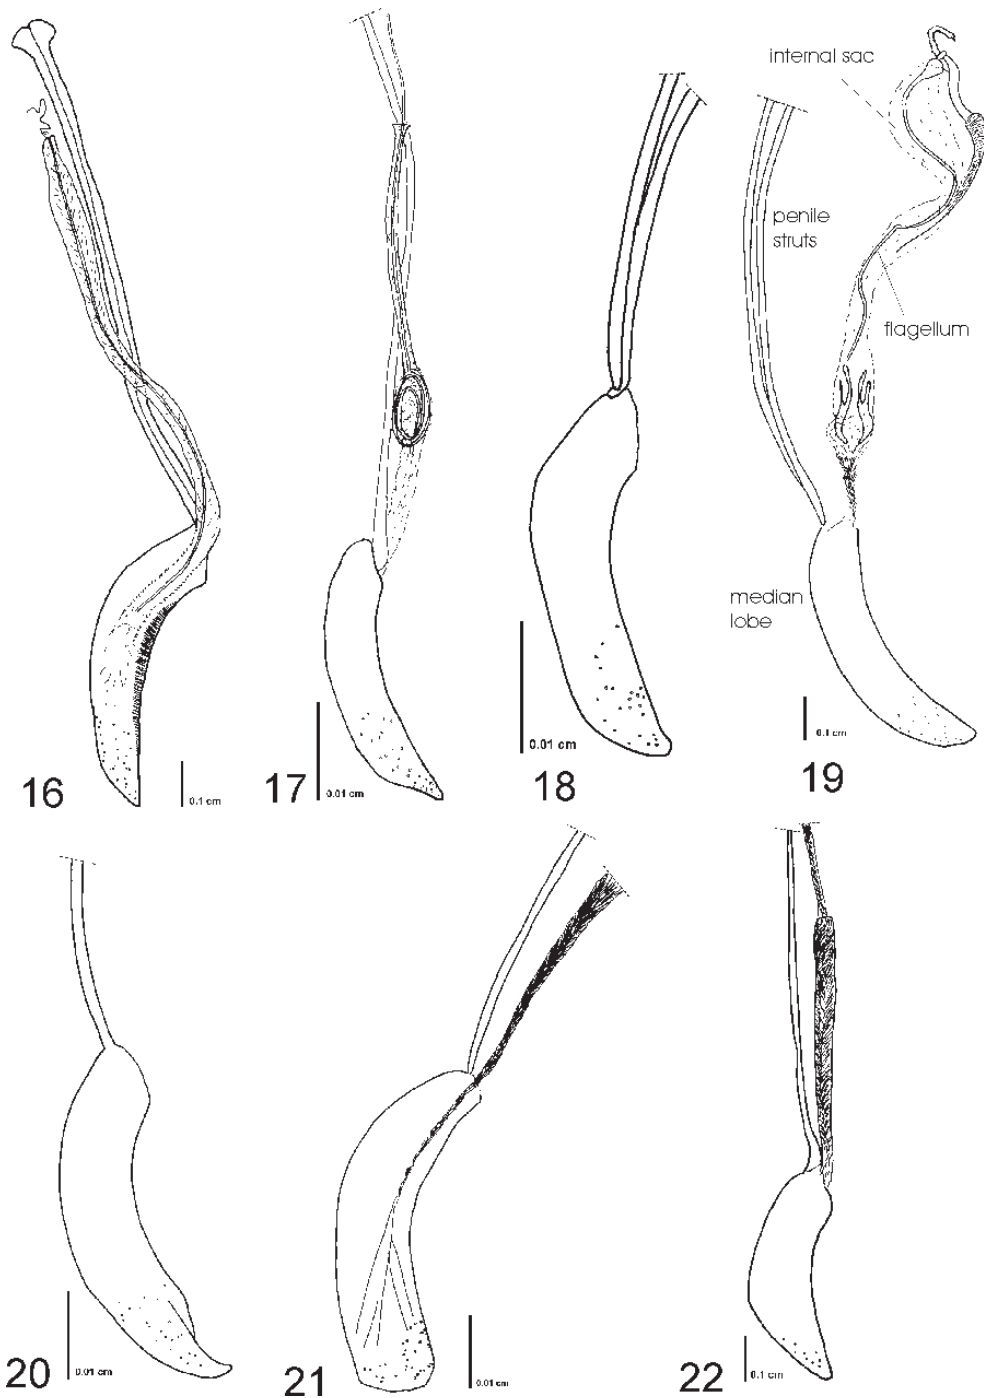 internal sac
penile
struts
flagellum
median
lobe
16
0.1 cm
17
0.01 cm
18
0.01 cm
19
0.1 cm
20
0.01 cm
21
0.01 cm
22
0.1 cm